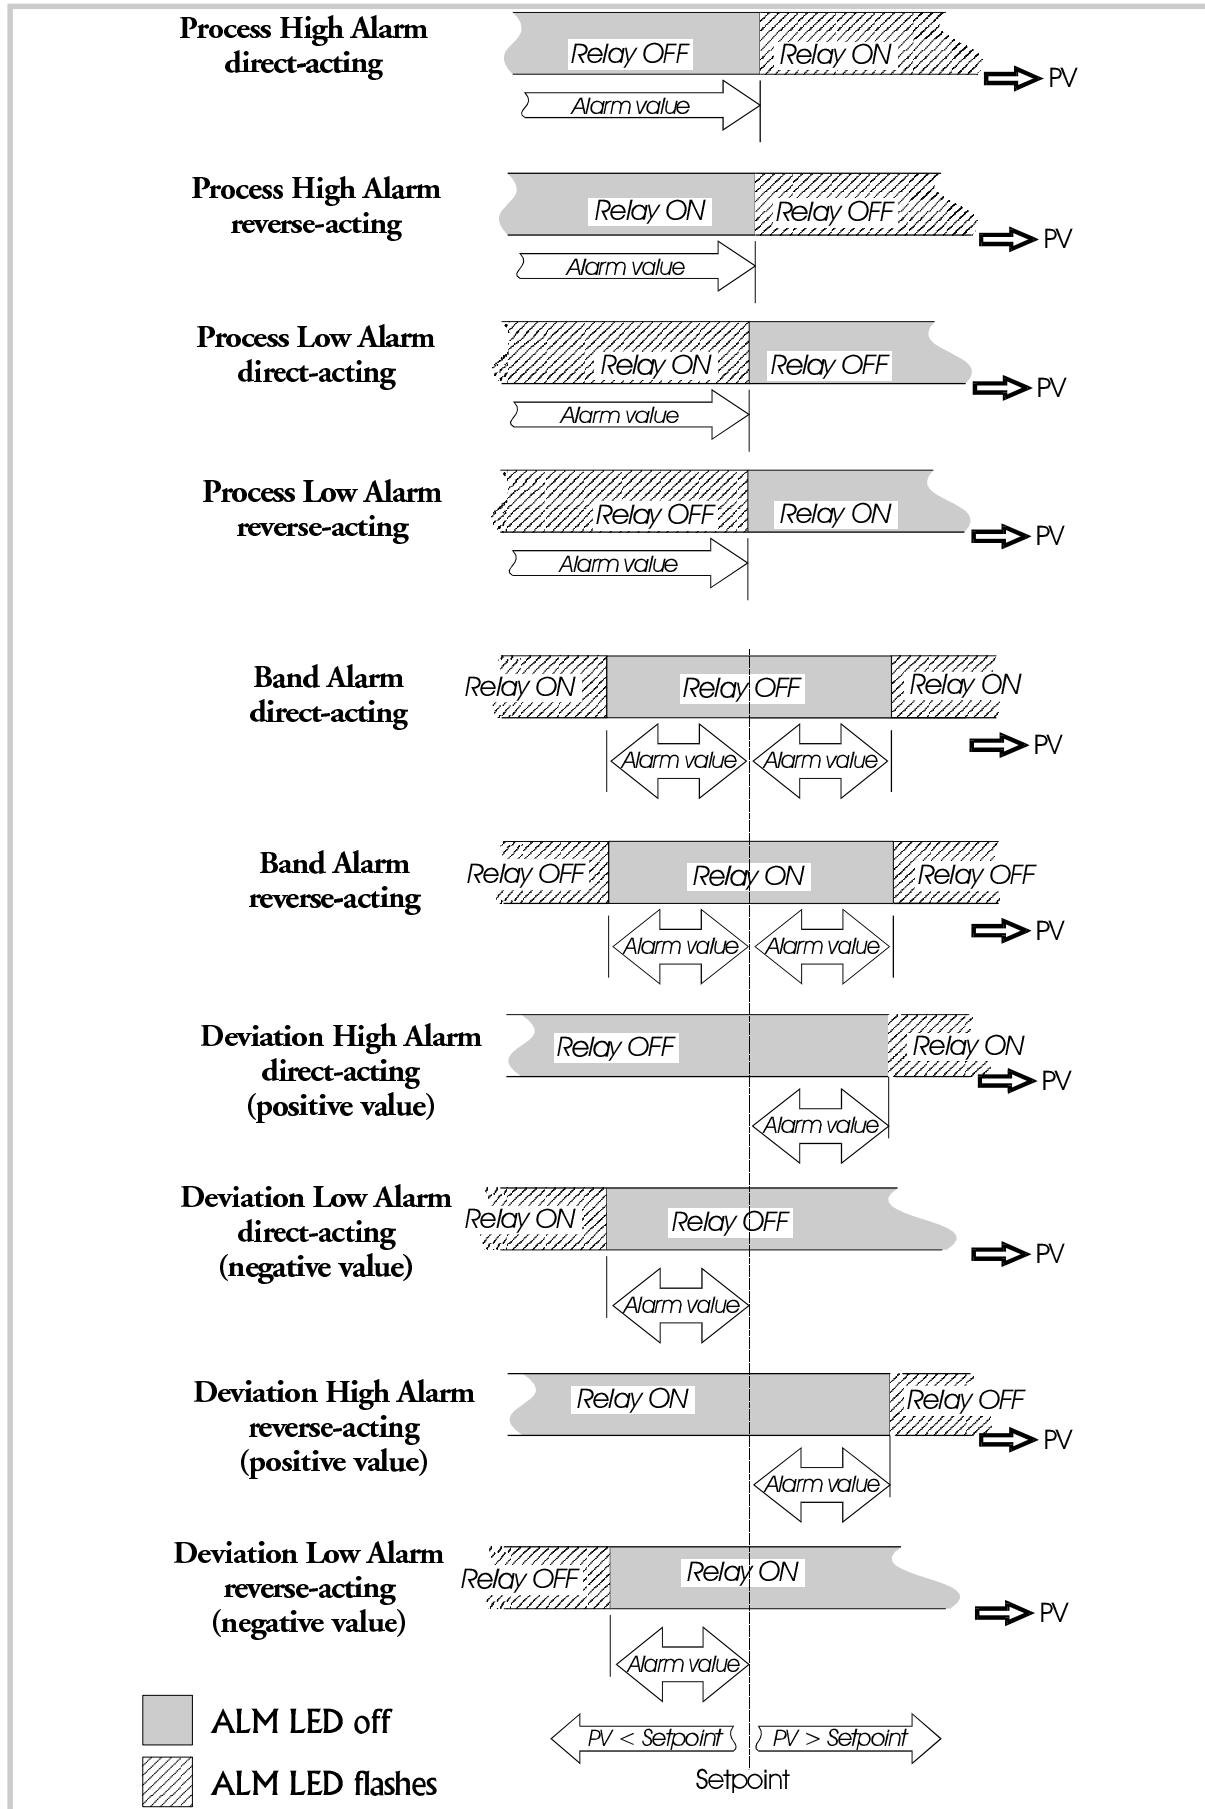 Process High Alarm
direct-acting
Relay OFF
Relay ON
PV
Alarm value
Process High Alarm
reverse-acting
Relay ON
Relay OFF
PV
Alarm value
Process Low Alarm
direct-acting
Relay ON
Relay OFF
PV
Alarm value
Process Low Alarm
reverse-acting
Relay OFF
Relay ON
PV
Alarm value
Band Alarm
direct-acting
Relay ON
Relay OFF
Relay ON
PV
Alarm value
Alarm value
Band Alarm
reverse-acting
Relay OFF
Relay ON
Relay OFF
PV
Alarm value
Alarm value
Deviation High Alarm
direct-acting
(positive value)
Relay OFF
Relay ON
PV
Alarm value
Deviation Low Alarm
direct-acting
(negative value)
Relay ON
Relay OFF
PV
Alarm value
Deviation High Alarm
reverse-acting
(positive value)
Relay ON
Relay OFF
PV
Alarm value
Deviation Low Alarm
reverse-acting
(negative value)
Relay OFF
Relay ON
PV
Alarm value
ALM LED off
PV < Setpoint
PV > Setpoint
Setpoint
ALM LED flashes